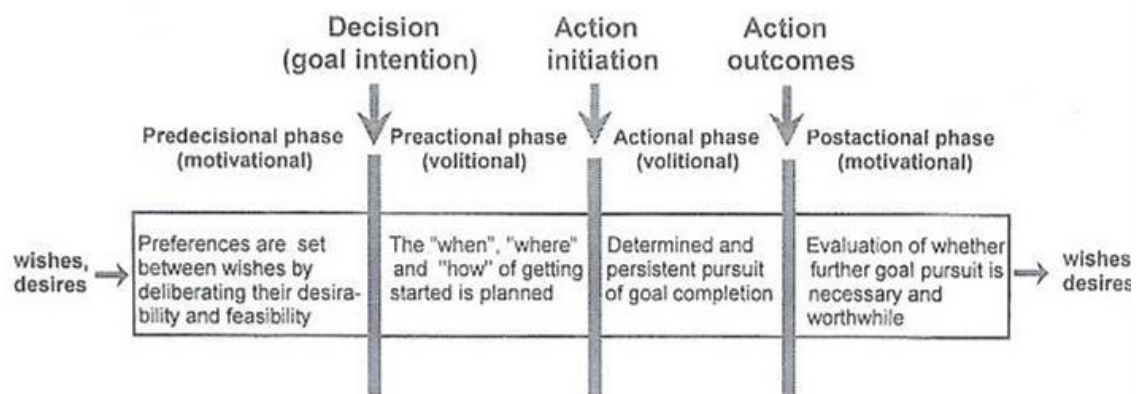 Decision
(goal intention)
Action
initiation
Action
outcomes
Predecisional phase
(motivational)
Preactional phase
(volitional)
Actional phase
(volitional)
Postactional phase
(motivational)
wishes,
desires
Preferences are set
between wishes by
deliberating their desira-
bility and feasibility
The "when", "where"
and "how" of getting
started is planned
Determined and
persistent pursuit
of goal completion
Evaluation of whether
further goal pursuit is
necessary and
worthwhile
wishes
desires